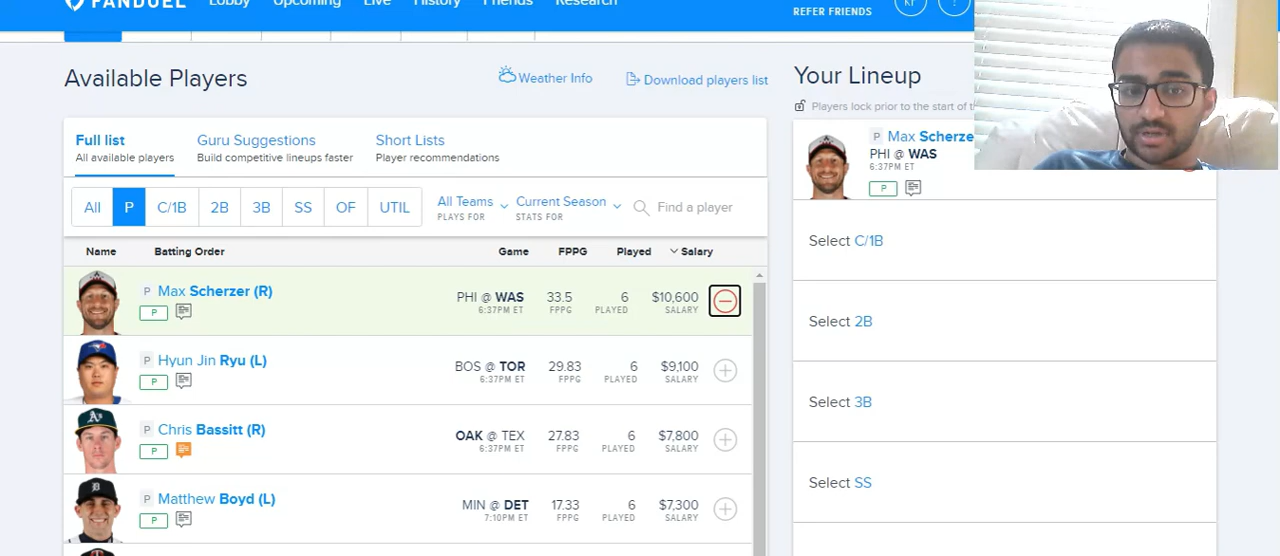 FANDUEL
Lobby Upcoming Live History Friends Research
REFER FRIENDS
?
Available Players
Weather Info
Download players list
Your Lineup
Players lock prior to the start of
Full list
All available players
Guru Suggestions
Build competitive lineups faster
Short Lists
Player recommendations
All P C/1B 2B 3B SS OF UTIL
All Teams
PLAYS FOR
Current Season
STATS FOR
Find a player
Name Batting Order Game FPPG Played Salary
P Max Scherzer (R)
P
PHI @ WAS
6:37PM ET
33.5
FPPG
6
PLAYED
$10,600
SALARY
P Hyun Jin Ryu (L)
P
BOS @ TOR
6:37PM ET
29.83
FPPG
6
PLAYED
$9,100
SALARY
P Chris Bassitt (R)
P
OAK @ TEX
6:37PM ET
27.83
FPPG
6
PLAYED
$7,800
SALARY
P Matthew Boyd (L)
P
MIN @ DET
7:10PM ET
17.33
FPPG
6
PLAYED
$7,300
SALARY
P Max Scherze
PHI @ WAS
6:37PM ET
P
Select C/1B
Select 2B
Select 3B
Select SS